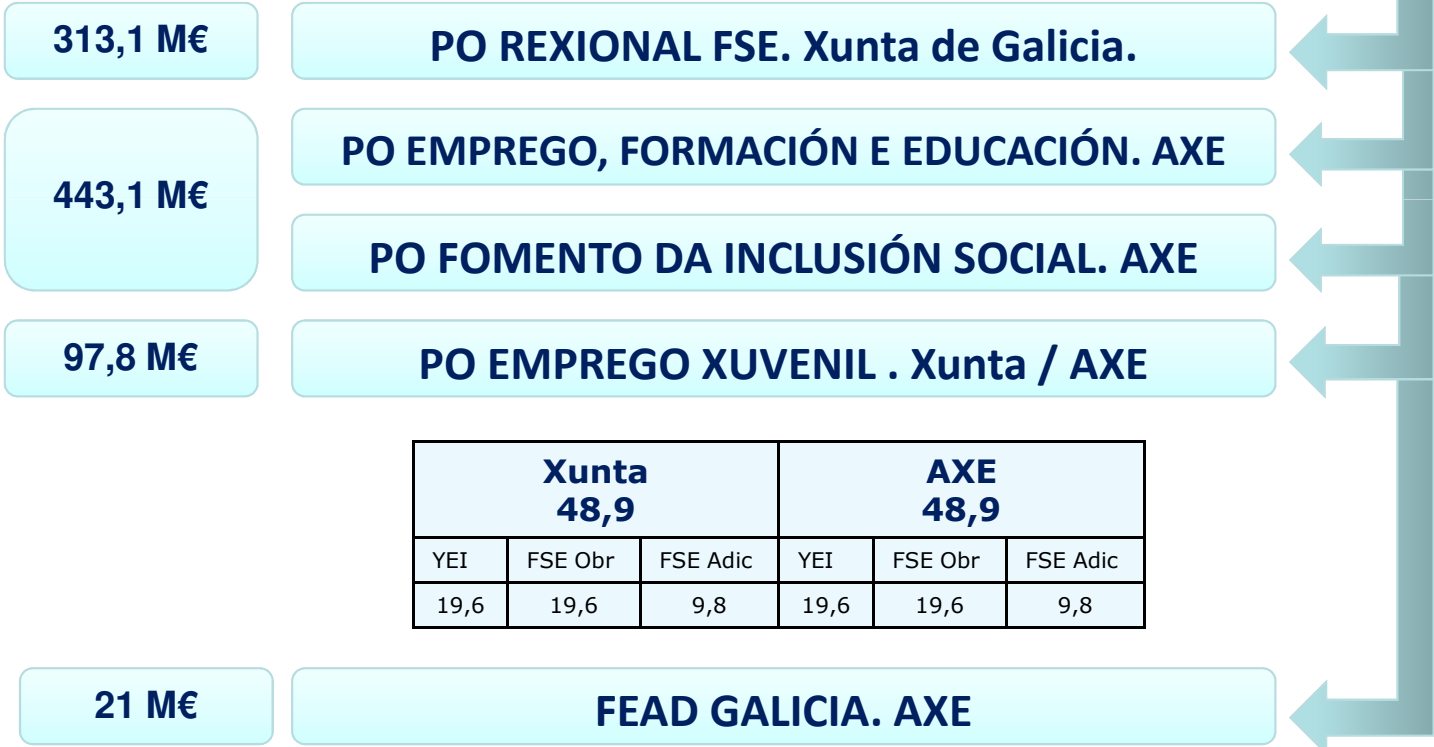 313,1 M€
PO REXIONAL FSE. Xunta de Galicia.
443,1 M€
PO EMPREGO, FORMACIÓN E EDUCACIÓN. AXE
PO FOMENTO DA INCLUSIÓN SOCIAL. AXE
97,8 M€
PO EMPREGO XUVENIL . Xunta / AXE
Xunta AXE
48,9 48,9
YEI FSE Obr FSE Adic YEI FSE Obr FSE Adic
19,6 19,6 9,8 19,6 19,6 9,8
21 M€
FEAD GALICIA. AXE